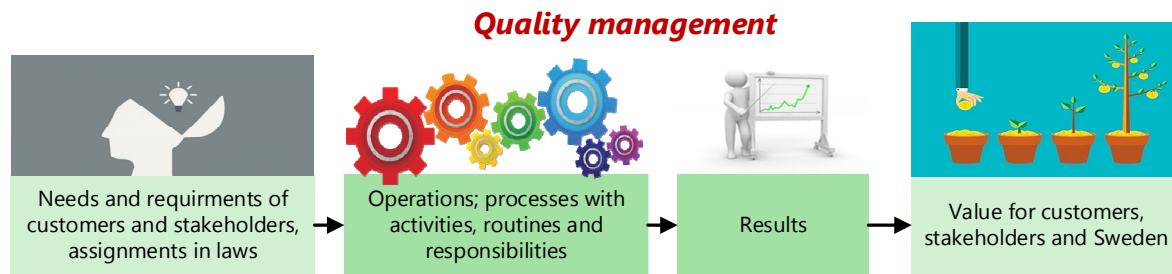 Quality management
Needs and requirments of
customers and stakeholders,
assignments in laws
Operations; processes with
activities, routines and
responsibilities
Results
Value for customers,
stakeholders and Sweden